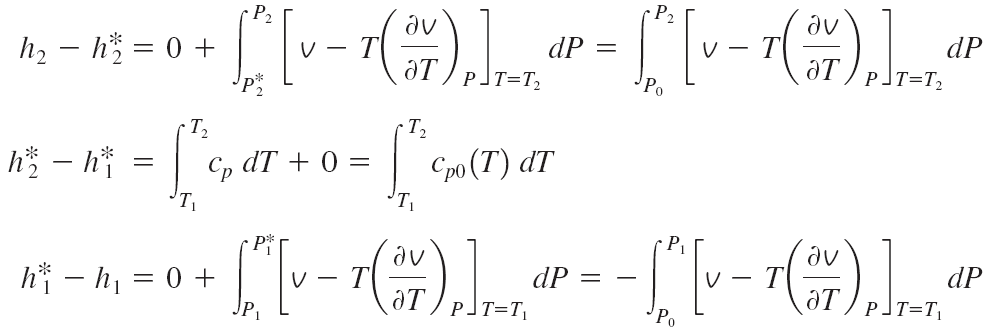 h₂ − h₂* = 0 + ∫_{P₂*}^{P₂} [v − T(∂v/∂T)_P]_{T=T₂} dP = ∫_{P₀}^{P₂} [v − T(∂v/∂T)_P]_{T=T₂} dP
h₂* − h₁* = ∫_{T₁}^{T₂} c_p dT + 0 = ∫_{T₁}^{T₂} c_{p0}(T) dT
h₁* − h₁ = 0 + ∫_{P₁}^{P₁*} [v − T(∂v/∂T)_P]_{T=T₁} dP = −∫_{P₀}^{P₁} [v − T(∂v/∂T)_P]_{T=T₁} dP